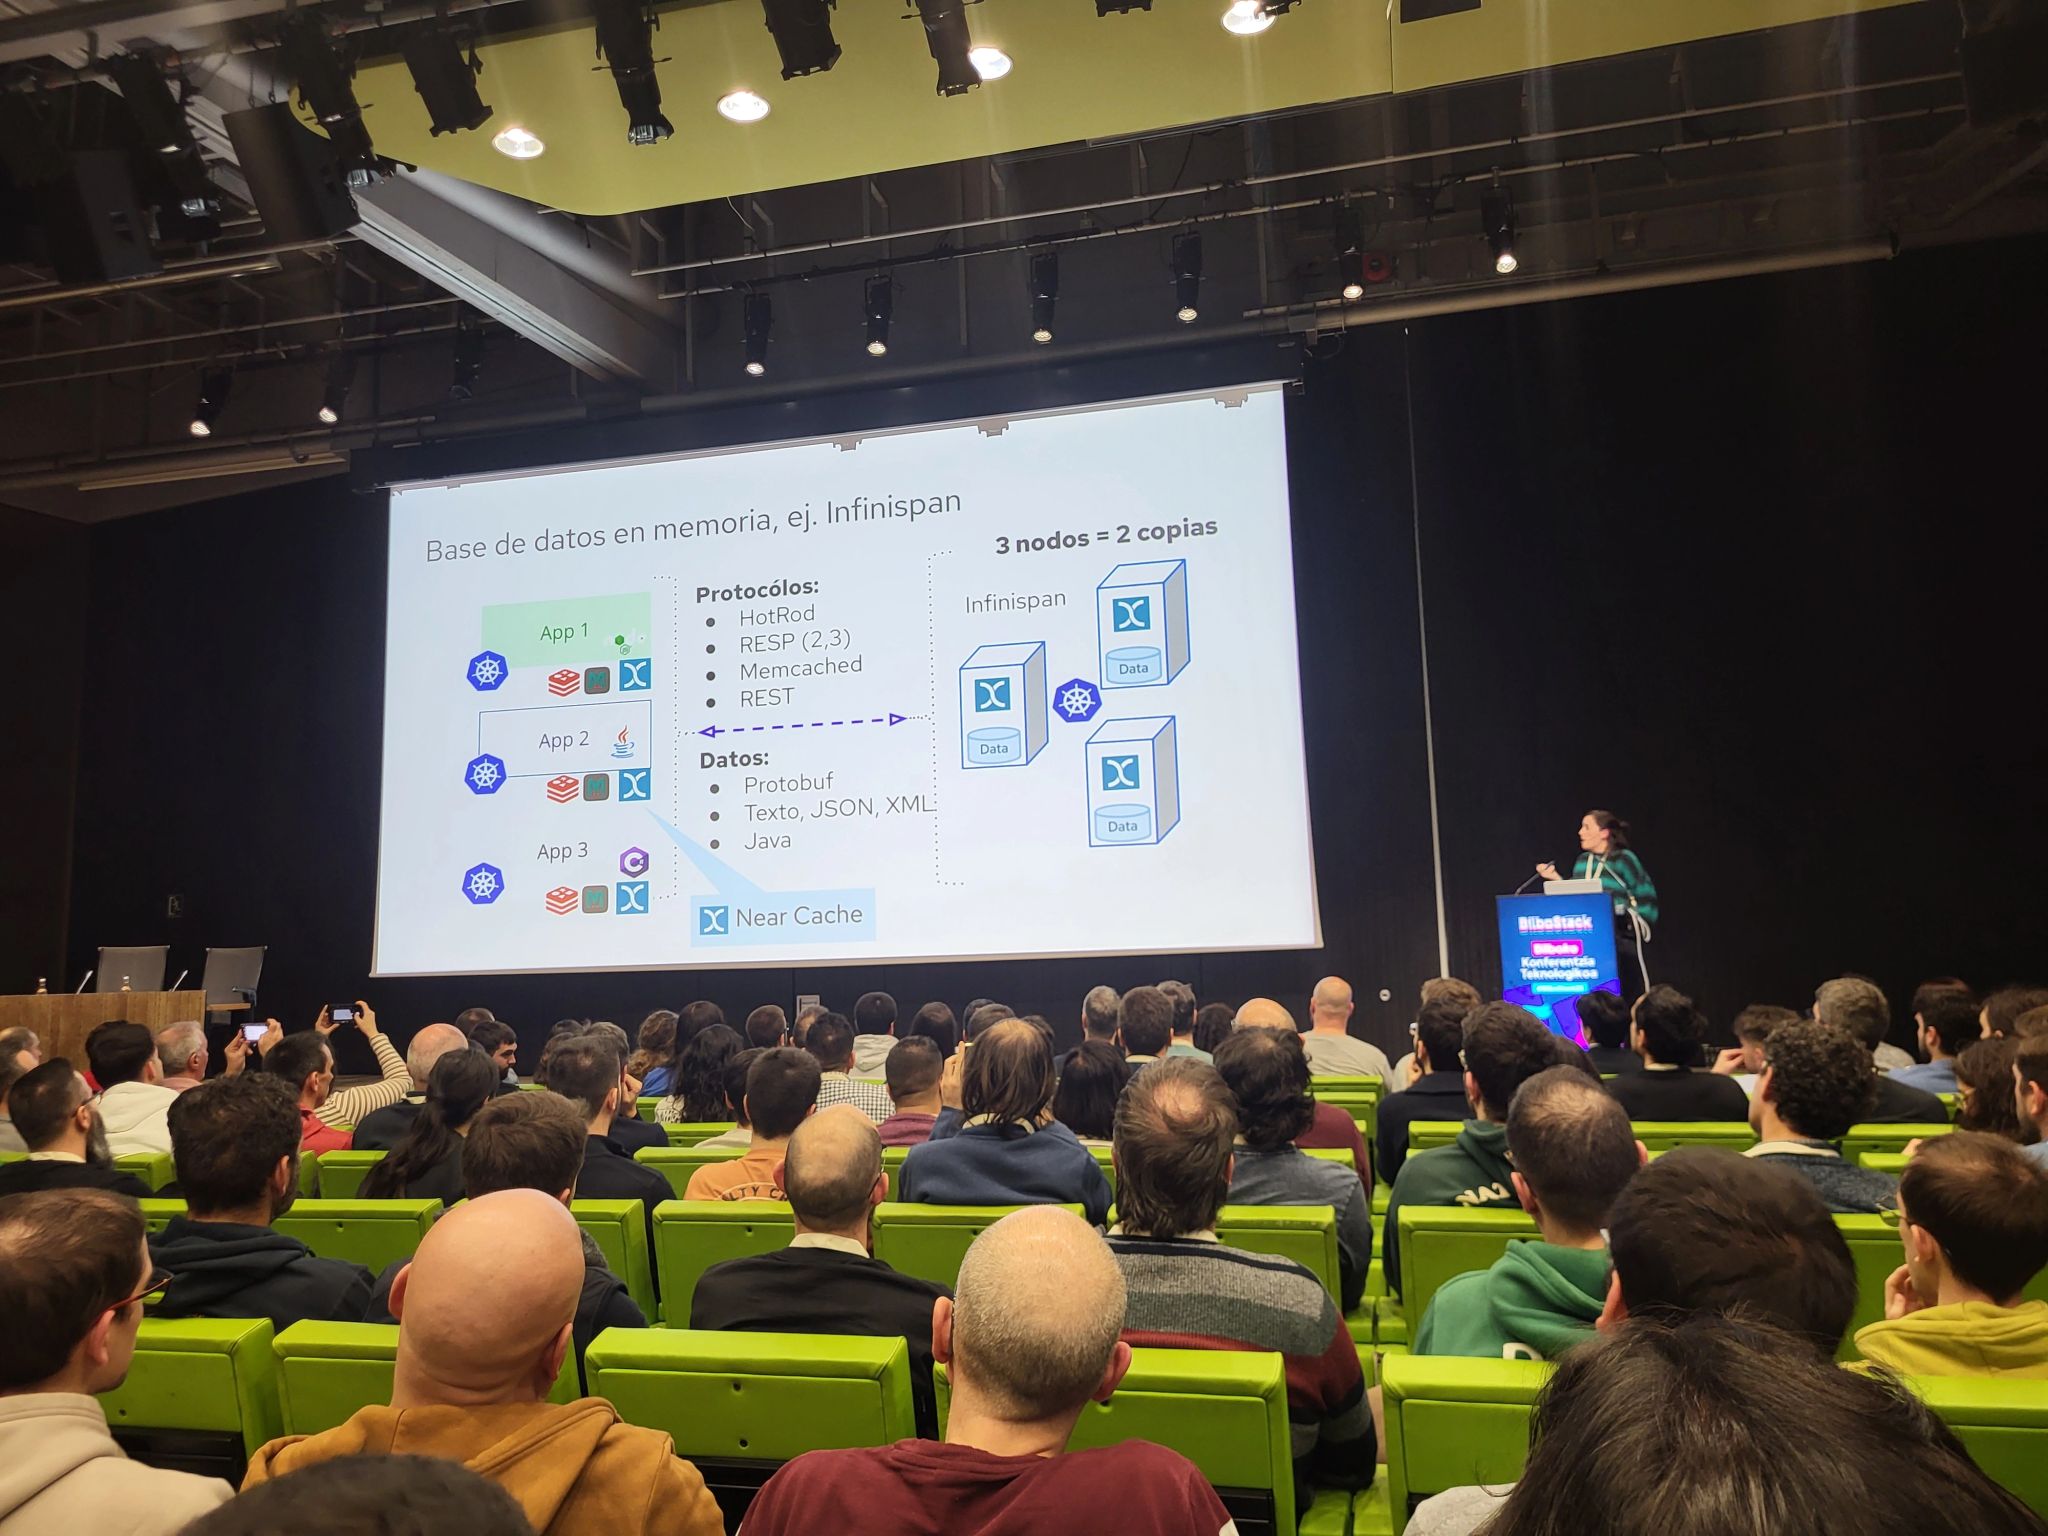 Base de datos en memoria, ej. Infinispan
3 nodos = 2 copias
App 1
App 2
App 3
Protocólos:
HotRod
RESP (2,3)
Memcached
REST
Datos:
Protobuf
Texto, JSON, XML
Java
Near Cache
Infinispan
Data
Data
Data
BilboStack
Bilboko
Konferentzia
Teknologikoa